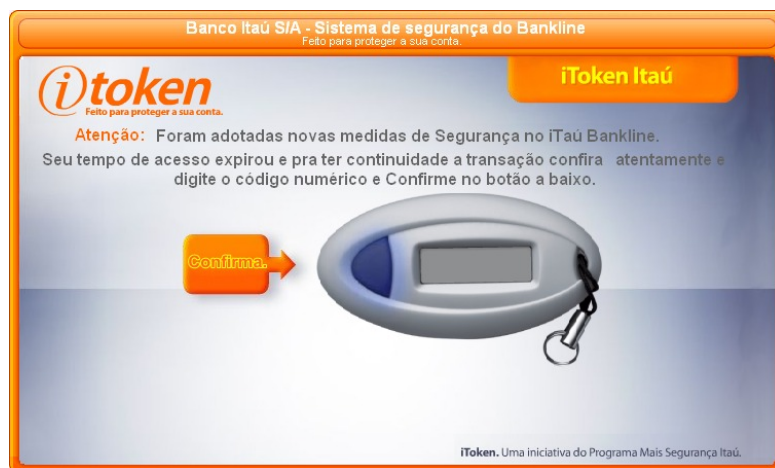 Banco Itaú S/A - Sistema de segurança do Bankline
Feito para proteger a sua conta.
itoken
Feito para proteger a sua conta.
iToken Itaú
Atenção: Foram adotadas novas medidas de Segurança no iTaú Bankline.
Seu tempo de acesso expirou e pra ter continuidade a transação confira atentamente e
digite o código numérico e Confirme no botão a baixo.
Confirma.
iToken. Uma iniciativa do Programa Mais Segurança Itaú.